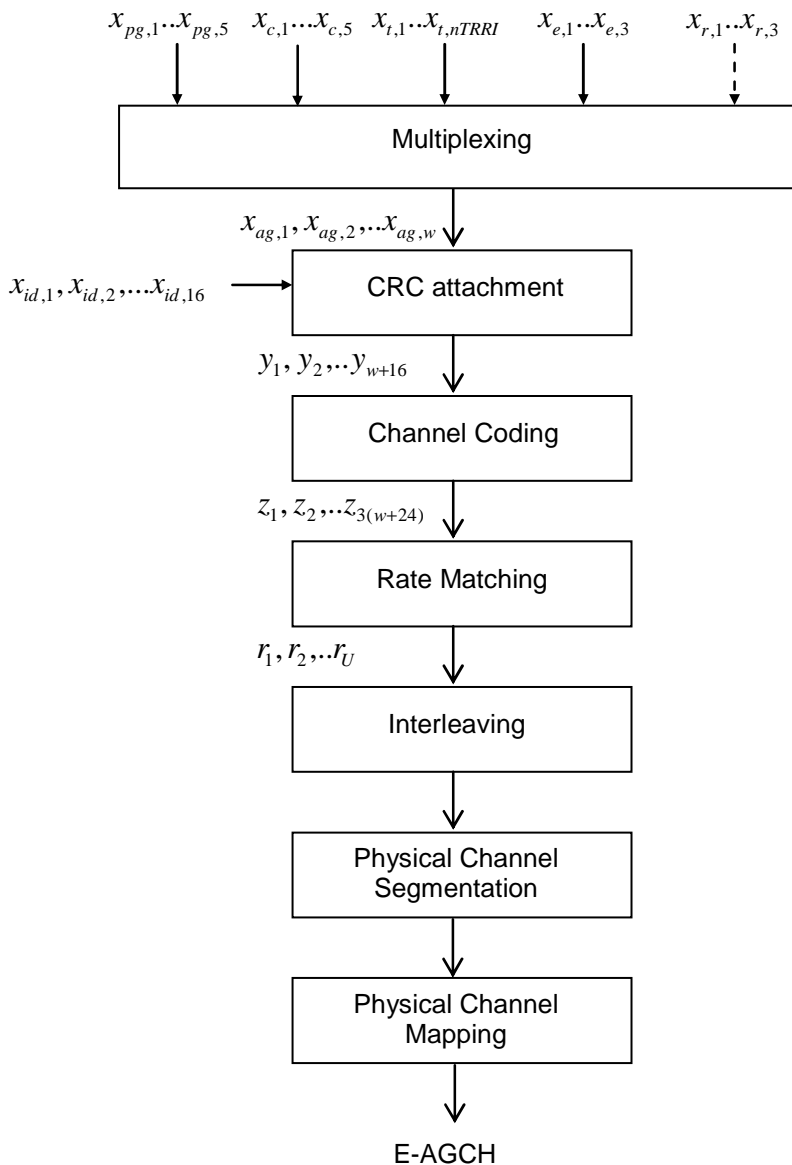 x_{pg,1}..x_{pg,5} x_{c,1}...x_{c,5} x_{t,1}..x_{t,nTRRI} x_{e,1}..x_{e,3} x_{r,1}..x_{r,3}
Multiplexing
x_{ag,1}, x_{ag,2},..x_{ag,w}
x_{id,1}, x_{id,2},...x_{id,16}
CRC attachment
y_1, y_2,..y_{w+16}
Channel Coding
z_1, z_2,..z_{3(w+24)}
Rate Matching
r_1, r_2,..r_U
Interleaving
Physical Channel
Segmentation
Physical Channel
Mapping
E-AGCH